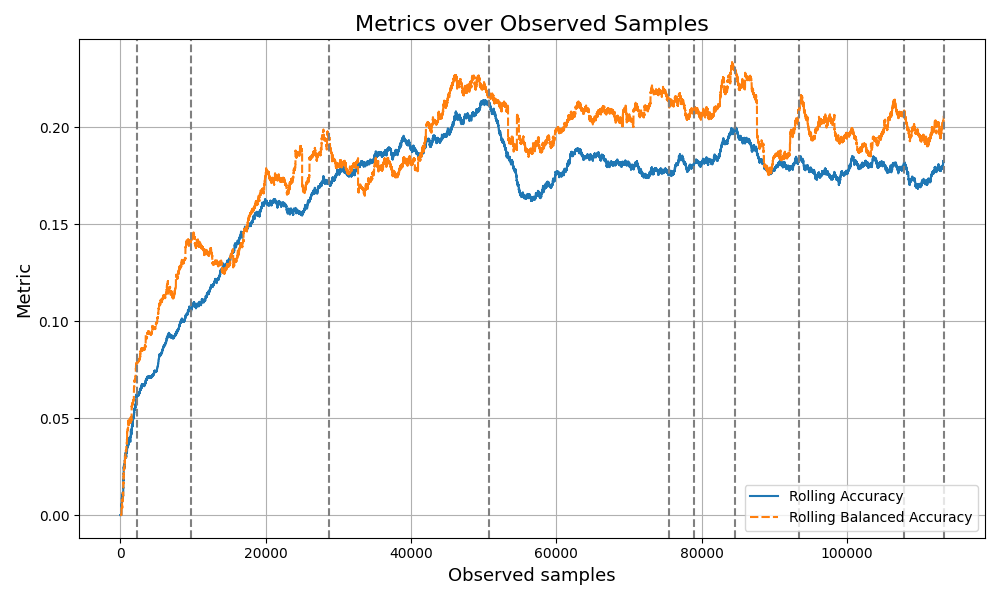 Metrics over Observed Samples
Metric
0.20
0.15
0.10
0.05
0.00
0 20000 40000 60000 80000 100000
Observed samples
Rolling Accuracy
Rolling Balanced Accuracy